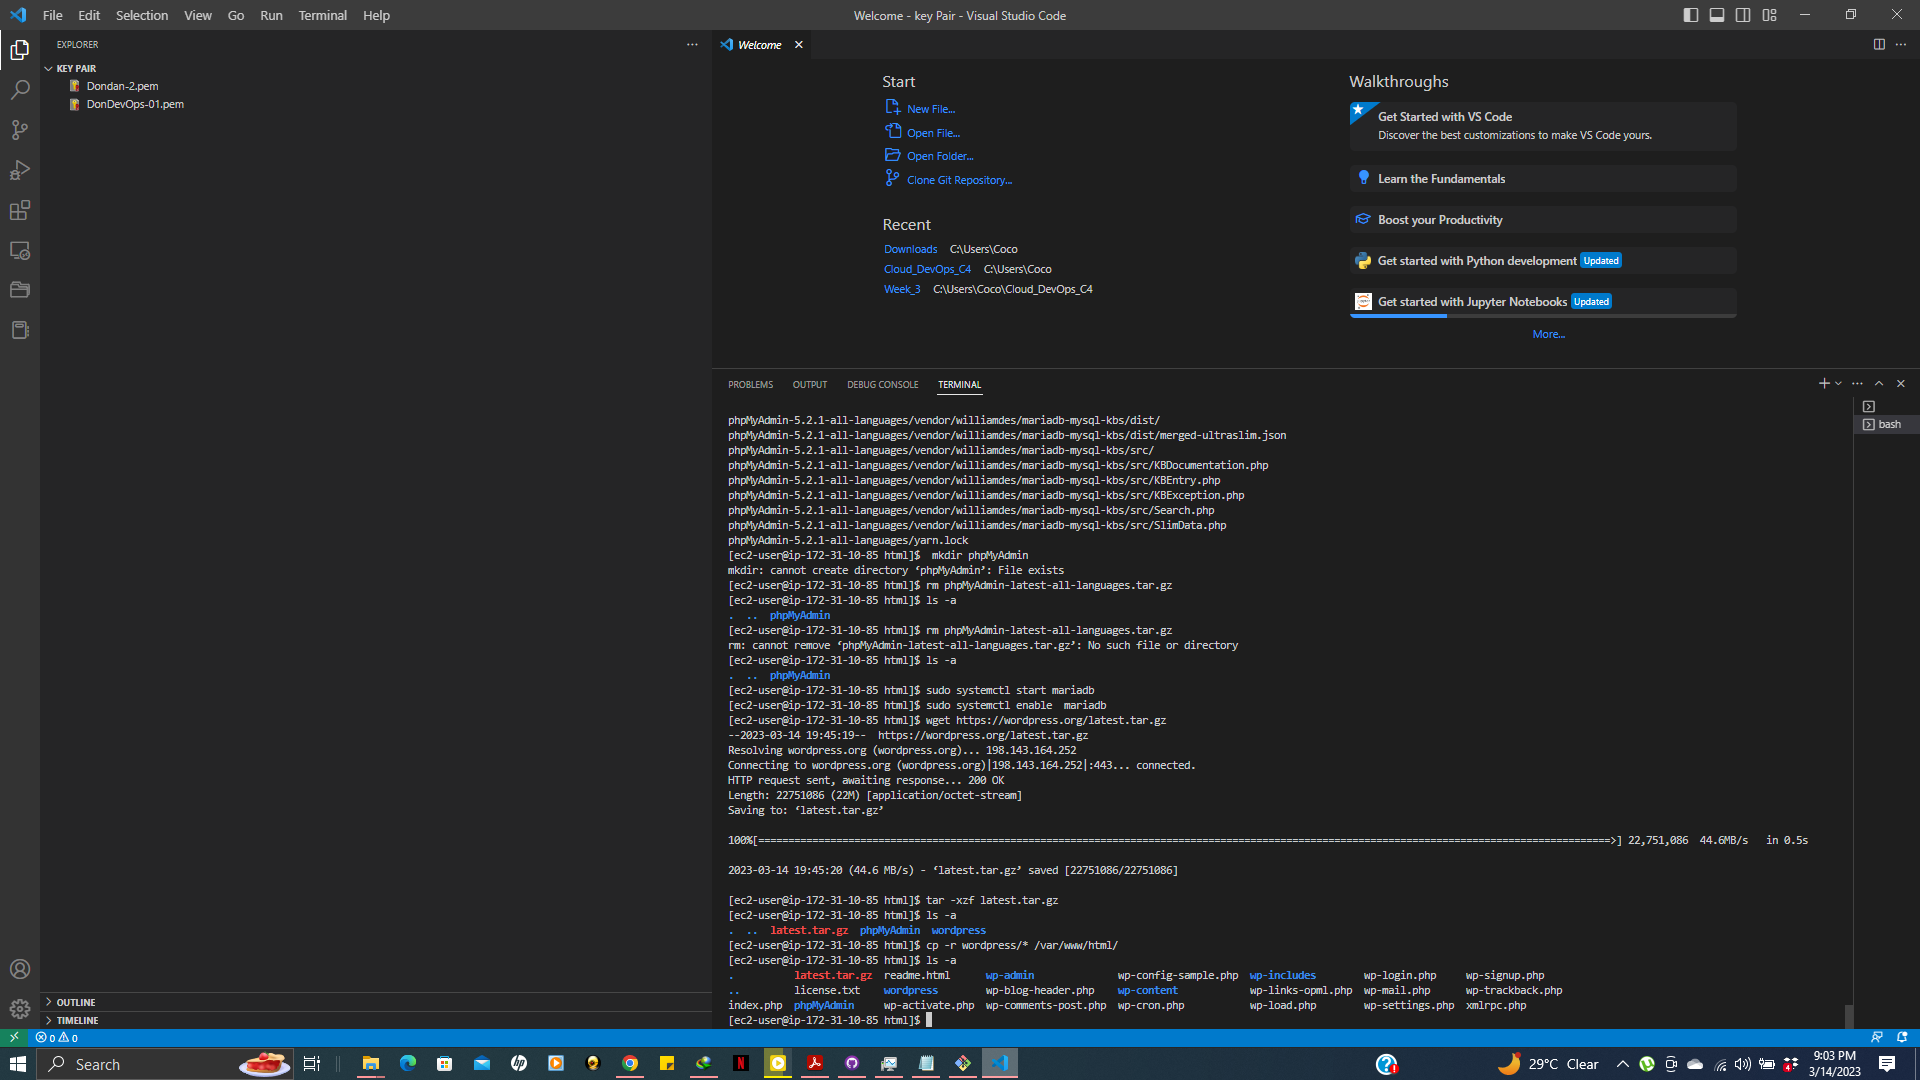 File Edit Selection View Go Run Terminal Help
Welcome - key Pair - Visual Studio Code
EXPLORER
KEY PAIR
Dondan-2.pem
DonDevOps-01.pem
OUTLINE
TIMELINE
Welcome
Start
New File...
Open File...
Open Folder...
Clone Git Repository...
Recent
Downloads C:\Users\Coco
Cloud_DevOps_C4 C:\Users\Coco
Week_3 C:\Users\Coco\Cloud_DevOps_C4
Walkthroughs
Get Started with VS Code
Discover the best customizations to make VS Code yours.
Learn the Fundamentals
Boost your Productivity
Get started with Python development Updated
Get started with Jupyter Notebooks Updated
More...
PROBLEMS OUTPUT DEBUG CONSOLE TERMINAL
bash
phpMyAdmin-5.2.1-all-languages/vendor/williamdes/mariadb-mysql-kbs/dist/
phpMyAdmin-5.2.1-all-languages/vendor/williamdes/mariadb-mysql-kbs/dist/merged-ultraslim.json
phpMyAdmin-5.2.1-all-languages/vendor/williamdes/mariadb-mysql-kbs/src/
phpMyAdmin-5.2.1-all-languages/vendor/williamdes/mariadb-mysql-kbs/src/KBDocumentation.php
phpMyAdmin-5.2.1-all-languages/vendor/williamdes/mariadb-mysql-kbs/src/KBEntry.php
phpMyAdmin-5.2.1-all-languages/vendor/williamdes/mariadb-mysql-kbs/src/KBException.php
phpMyAdmin-5.2.1-all-languages/vendor/williamdes/mariadb-mysql-kbs/src/Search.php
phpMyAdmin-5.2.1-all-languages/vendor/williamdes/mariadb-mysql-kbs/src/SlimData.php
phpMyAdmin-5.2.1-all-languages/yarn.lock
[ec2-user@ip-172-31-10-85 html]$  mkdir phpMyAdmin
mkdir: cannot create directory ‘phpMyAdmin’: File exists
[ec2-user@ip-172-31-10-85 html]$ rm phpMyAdmin-latest-all-languages.tar.gz
[ec2-user@ip-172-31-10-85 html]$ ls -a
.  ..  phpMyAdmin
[ec2-user@ip-172-31-10-85 html]$ rm phpMyAdmin-latest-all-languages.tar.gz
rm: cannot remove ‘phpMyAdmin-latest-all-languages.tar.gz’: No such file or directory
[ec2-user@ip-172-31-10-85 html]$ ls -a
.  ..  phpMyAdmin
[ec2-user@ip-172-31-10-85 html]$ sudo systemctl start mariadb
[ec2-user@ip-172-31-10-85 html]$ sudo systemctl enable  mariadb
[ec2-user@ip-172-31-10-85 html]$ wget https://wordpress.org/latest.tar.gz
--2023-03-14 19:45:19--  https://wordpress.org/latest.tar.gz
Resolving wordpress.org (wordpress.org)... 198.143.164.252
Connecting to wordpress.org (wordpress.org)|198.143.164.252|:443... connected.
HTTP request sent, awaiting response... 200 OK
Length: 22751086 (22M) [application/octet-stream]
Saving to: ‘latest.tar.gz’
100%[=====================================================================>] 22,751,086  44.6MB/s   in 0.5s
2023-03-14 19:45:20 (44.6 MB/s) - ‘latest.tar.gz’ saved [22751086/22751086]
[ec2-user@ip-172-31-10-85 html]$ tar -xzf latest.tar.gz
[ec2-user@ip-172-31-10-85 html]$ ls -a
.  ..  latest.tar.gz  phpMyAdmin  wordpress
[ec2-user@ip-172-31-10-85 html]$ cp -r wordpress/* /var/www/html/
[ec2-user@ip-172-31-10-85 html]$ ls -a
.  latest.tar.gz  readme.html  wp-admin  wp-config-sample.php  wp-includes  wp-login.php  wp-signup.php
..  license.txt  wordpress  wp-blog-header.php  wp-content  wp-links-opml.php  wp-mail.php  wp-trackback.php
index.php  phpMyAdmin  wp-activate.php  wp-comments-post.php  wp-cron.php  wp-load.php  wp-settings.php  xmlrpc.php
[ec2-user@ip-172-31-10-85 html]$
0 0
Search
29°C Clear
9:03 PM
3/14/2023